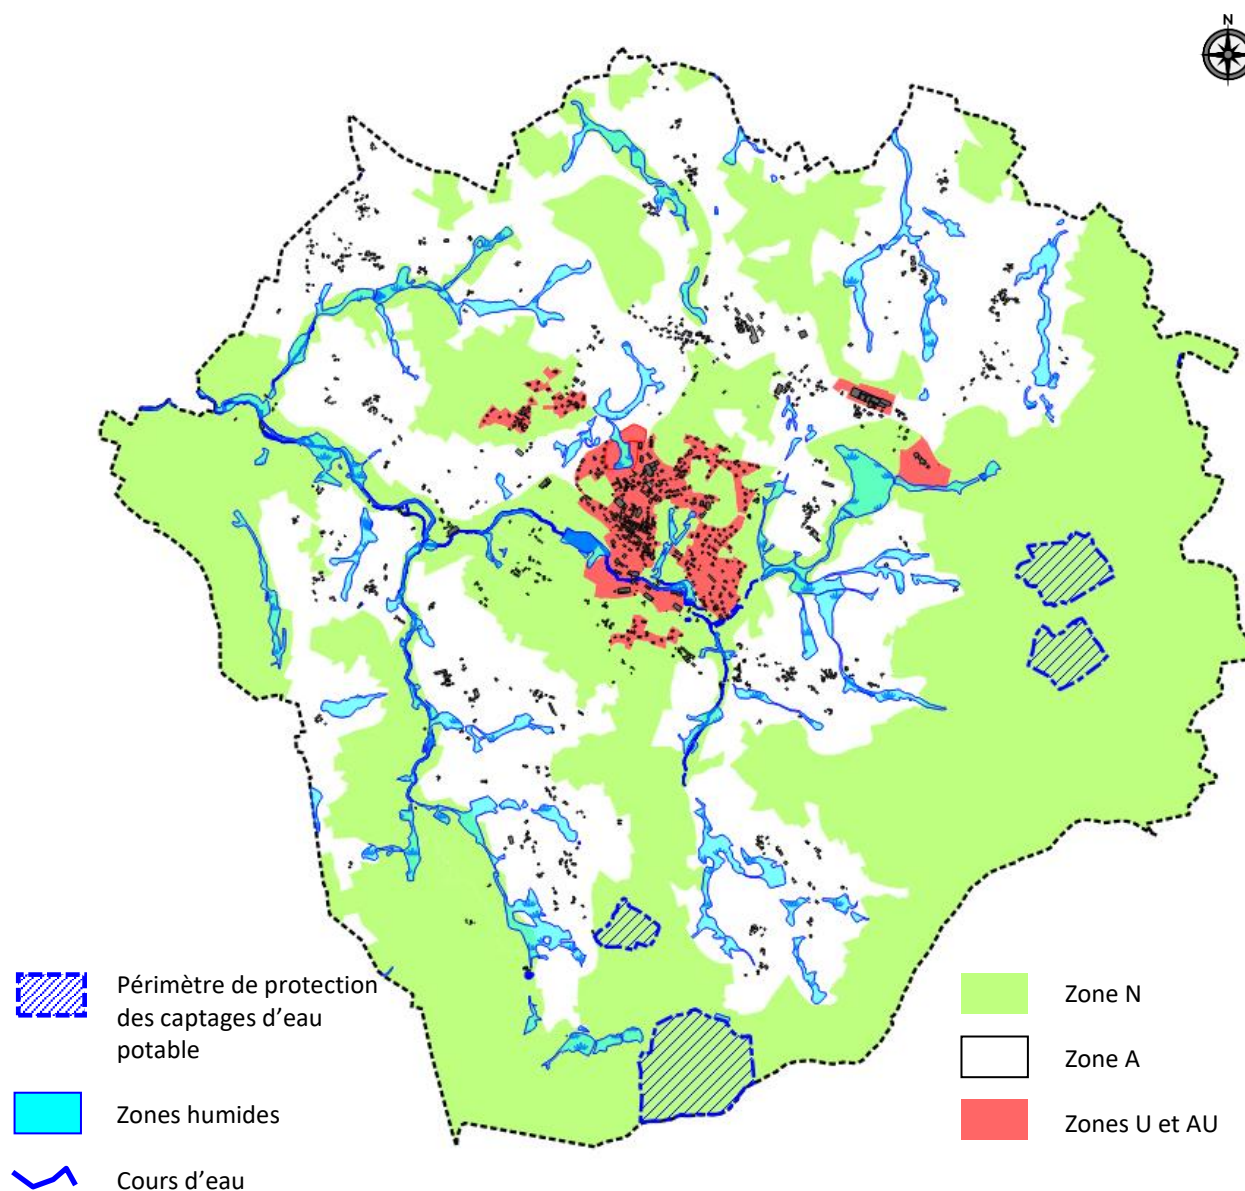 N
Périmètre de protection
des captages d’eau
potable
Zones humides
Cours d’eau
Zone N
Zone A
Zones U et AU